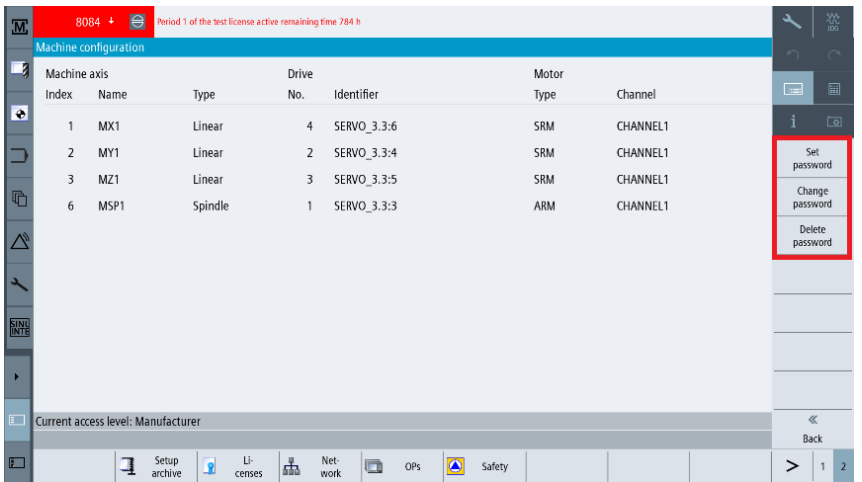 8084 Period 1 of the test license active remaining time 784 h
Machine configuration
Machine axis Drive Motor
Index Name Type No. Identifier Type Channel
1 MX1 Linear 4 SERVO_3.3:6 SRM CHANNEL1
2 MY1 Linear 2 SERVO_3.3:4 SRM CHANNEL1
3 MZ1 Linear 3 SERVO_3.3:5 SRM CHANNEL1
6 MSP1 Spindle 1 SERVO_3.3:3 ARM CHANNEL1
Current access level: Manufacturer
M
SINU
INTE
JOG
i
Set
password
Change
password
Delete
password
Back
Setup
archive
Li-
censes
Net-
work
OPs
Safety
> 1 2